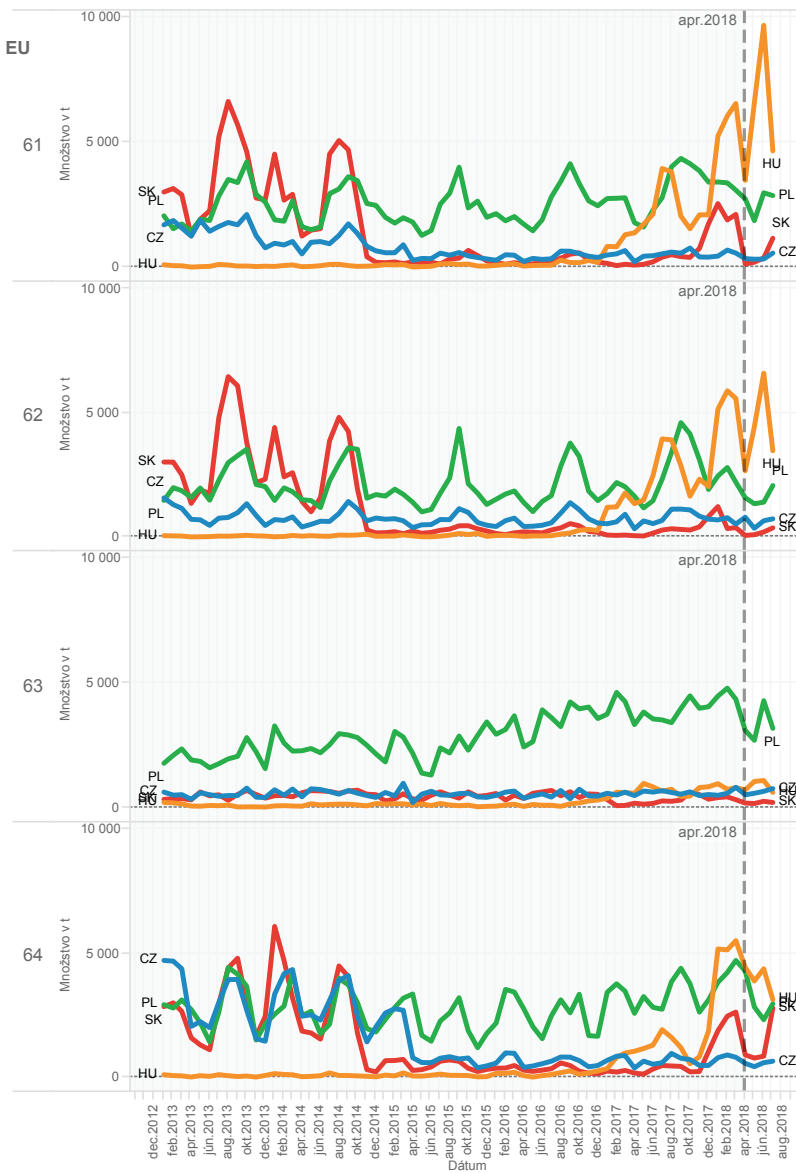 EU
61
Množstvo v t
10 000
5 000
0
apr.2018
SK
PL
CZ
HU
HU
PL
SK
CZ
62
Množstvo v t
10 000
5 000
0
apr.2018
SK
CZ
PL
HU
HU
PL
CZ
SK
63
Množstvo v t
10 000
5 000
0
apr.2018
PL
CZ
SK
HU
PL
CZ
HU
SK
64
Množstvo v t
10 000
5 000
0
apr.2018
CZ
PL
SK
HU
HU
PL
SK
CZ
dec.2012
feb.2013
apr.2013
jún.2013
aug.2013
okt.2013
dec.2013
feb.2014
apr.2014
jún.2014
aug.2014
okt.2014
dec.2014
feb.2015
apr.2015
jún.2015
aug.2015
okt.2015
dec.2015
feb.2016
apr.2016
jún.2016
aug.2016
okt.2016
dec.2016
feb.2017
apr.2017
jún.2017
aug.2017
okt.2017
dec.2017
feb.2018
apr.2018
jún.2018
aug.2018
Dátum